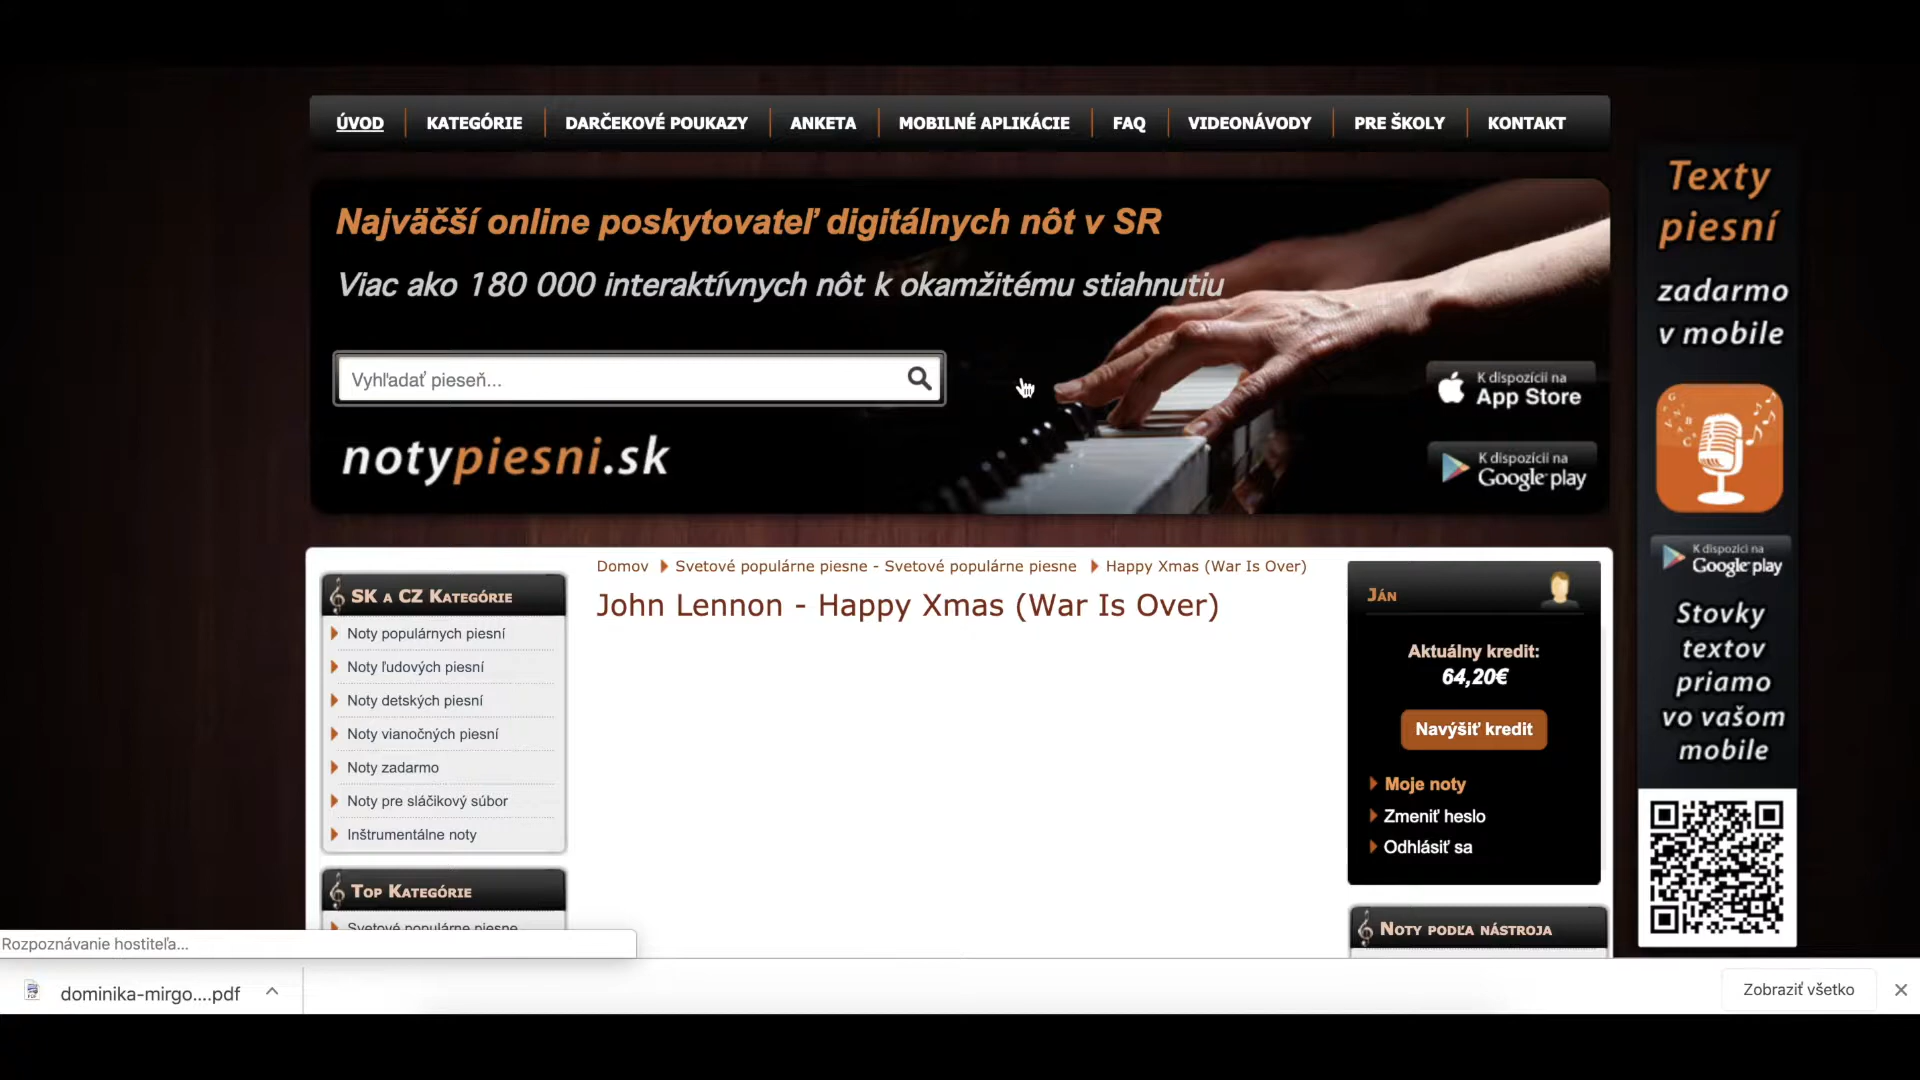 ÚVOD
KATEGÓRIE
DARČEKOVÉ POUKAZY
ANKETA
MOBILNÉ APLIKÁCIE
FAQ
VIDEONÁVODY
PRE ŠKOLY
KONTAKT
Najväčší online poskytovateľ digitálnych nôt v SR
Viac ako 180 000 interaktívnych nôt k okamžitému stiahnutiu
Vyhľadať pieseň...
notypiesni.sk
K dispozícii na
App Store
K dispozícii na
Google play
Texty
piesní
zadarmo
v mobile
K dispozícii na
Google play
Stovky
textov
priamo
vo vašom
mobile
SK a CZ Kategórie
Noty populárnych piesní
Noty ľudových piesní
Noty detských piesní
Noty vianočných piesní
Noty zadarmo
Noty pre sláčikový súbor
Inštrumentálne noty
Top Kategórie
Svetové populárne piesne
Domov
Svetové populárne piesne - Svetové populárne piesne
Happy Xmas (War Is Over)
John Lennon - Happy Xmas (War Is Over)
Ján
Aktuálny kredit:
64,20€
Navýšiť kredit
Moje noty
Zmeniť heslo
Odhlásiť sa
Noty podľa nástroja
Rozpoznávanie hostiteľa...
dominika-mirgo....pdf
Zobraziť všetko